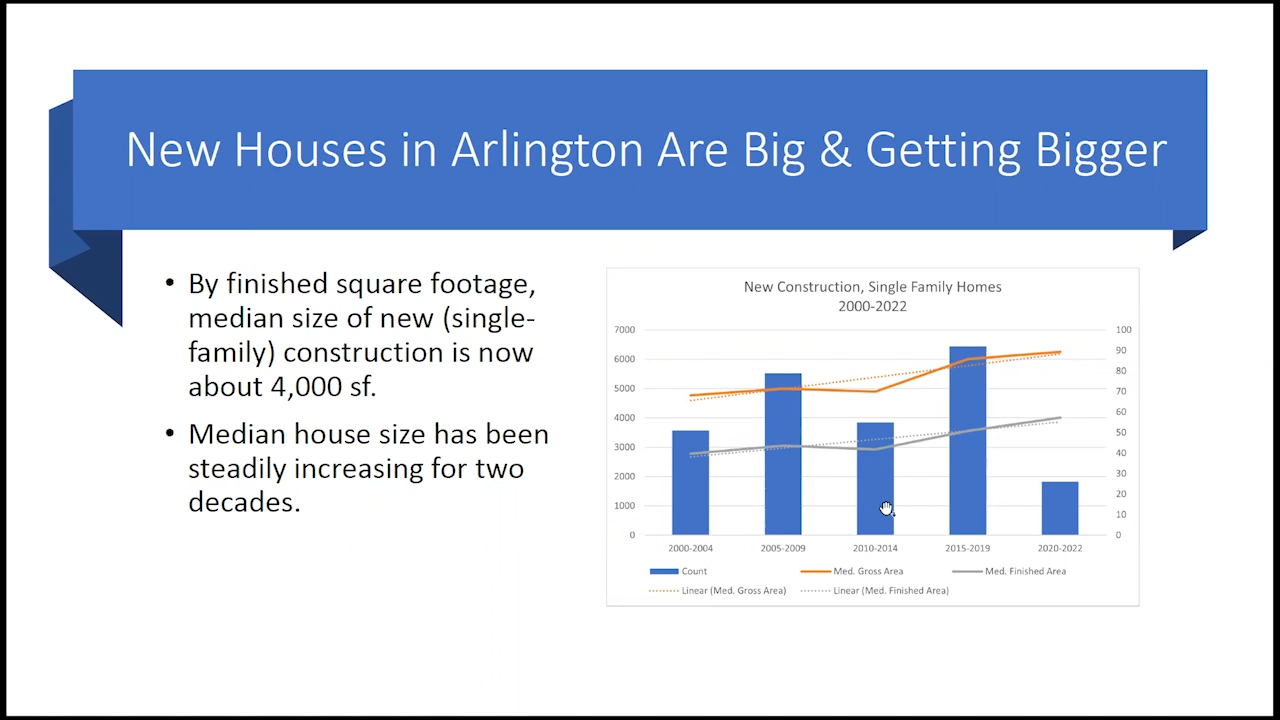 New Houses in Arlington Are Big & Getting Bigger
• By finished square footage,
median size of new (single-
family) construction is now
about 4,000 sf.
• Median house size has been
steadily increasing for two
decades.
New Construction, Single Family Homes
2000-2022
7000
6000
5000
4000
3000
2000
1000
0
100
90
80
70
60
50
40
30
20
10
0
2000-2004 2005-2009 2010-2014 2015-2019 2020-2022
Count Med. Gross Area Med. Finished Area
Linear (Med. Gross Area) Linear (Med. Finished Area)